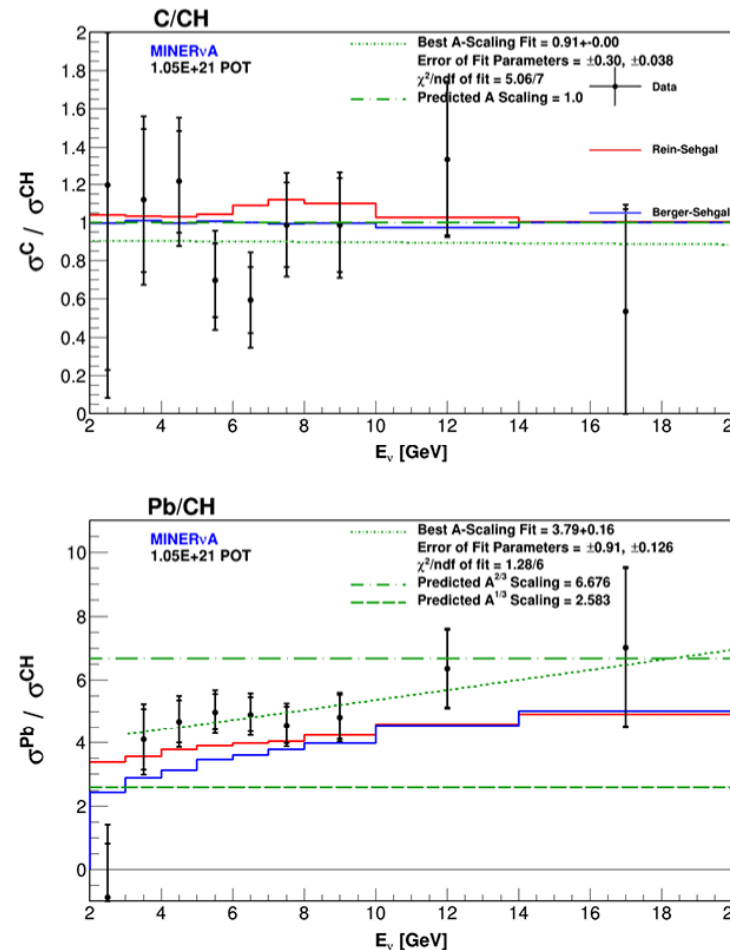 C/CH
MINERνA
1.05E+21 POT
Best A-Scaling Fit = 0.91+-0.00
Error of Fit Parameters = ±0.30, ±0.038
χ²/ndf of fit = 5.06/7
Predicted A Scaling = 1.0
Data
Rein-Sehgal
Berger-Sehgal
σ^C / σ^CH
2
1.8
1.6
1.4
1.2
1
0.8
0.6
0.4
0.2
0
2 4 6 8 10 12 14 16 18 2
E_ν [GeV]
Pb/CH
MINERνA
1.05E+21 POT
Best A-Scaling Fit = 3.79+0.16
Error of Fit Parameters = ±0.91, ±0.126
χ²/ndf of fit = 1.28/6
Predicted A^2/3 Scaling = 6.676
Predicted A^1/3 Scaling = 2.583
σ^Pb / σ^CH
10
8
6
4
2
0
2 4 6 8 10 12 14 16 18 2
E_ν [GeV]